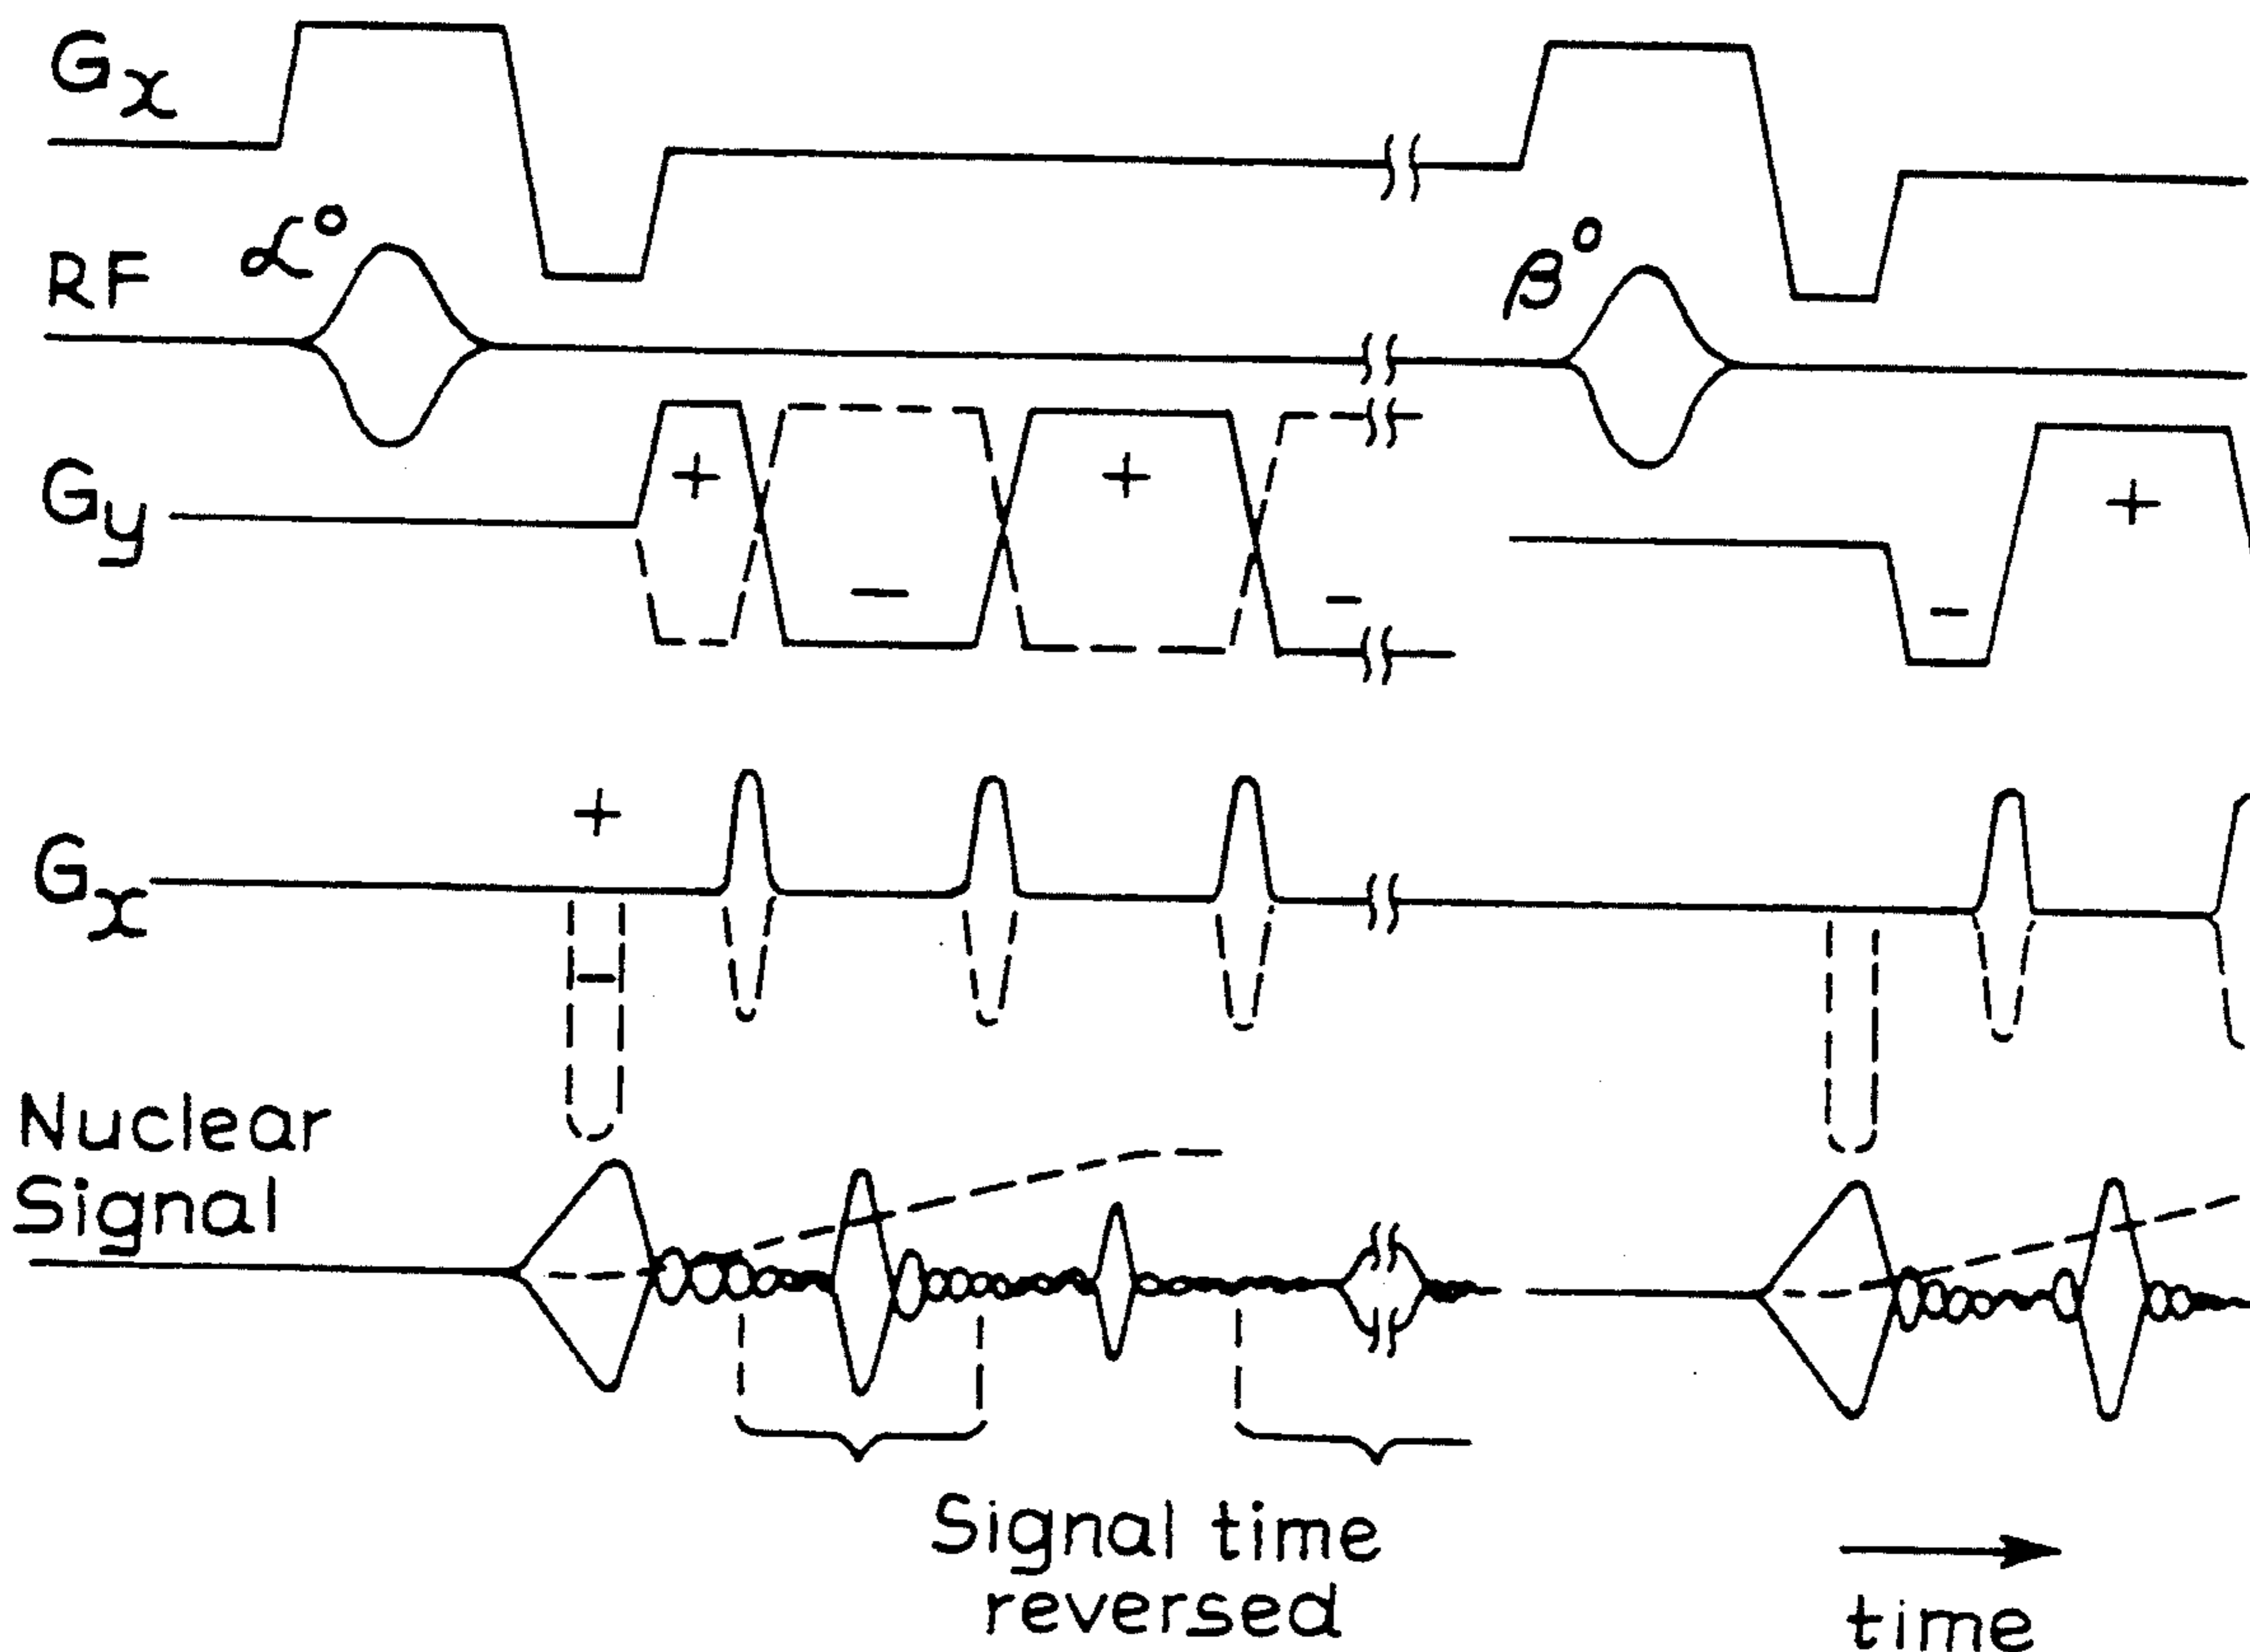 Gx
α°
β°
RF
Gy
+
−
+
−
−
+
Gx
+
−
Nuclear
Signal
Signal time
reversed
time